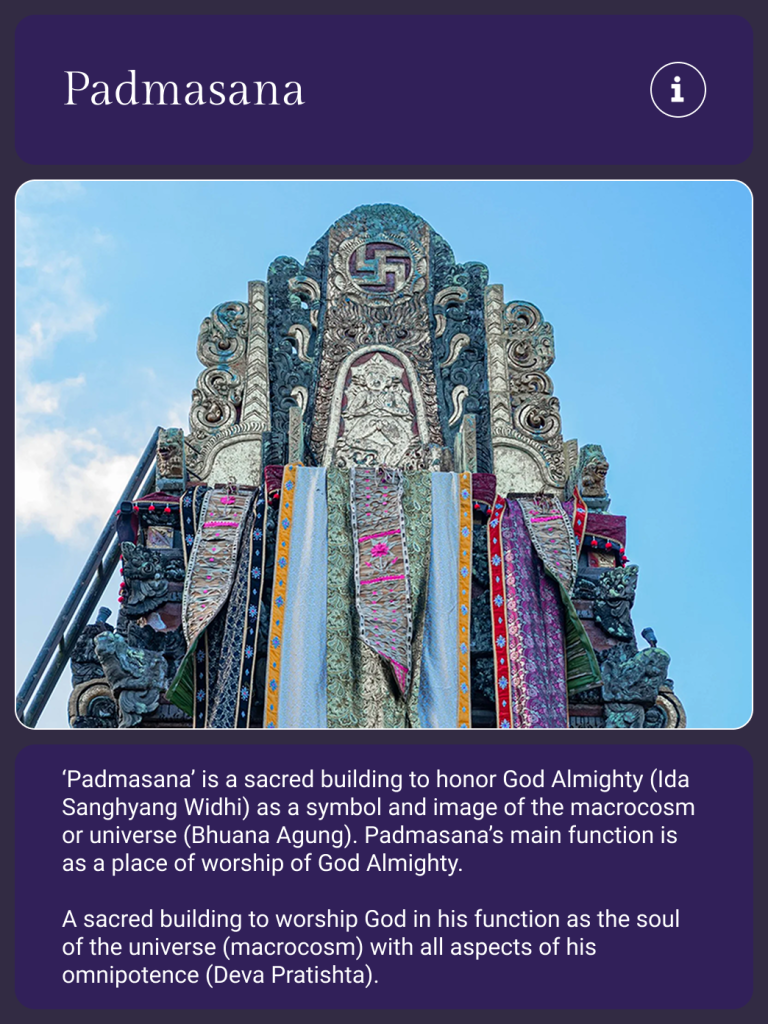 Padmasana
‘Padmasana’ is a sacred building to honor God Almighty (Ida
Sanghyang Widhi) as a symbol and image of the macrocosm
or universe (Bhuana Agung). Padmasana’s main function is
as a place of worship of God Almighty.
A sacred building to worship God in his function as the soul
of the universe (macrocosm) with all aspects of his
omnipotence (Deva Pratishta).